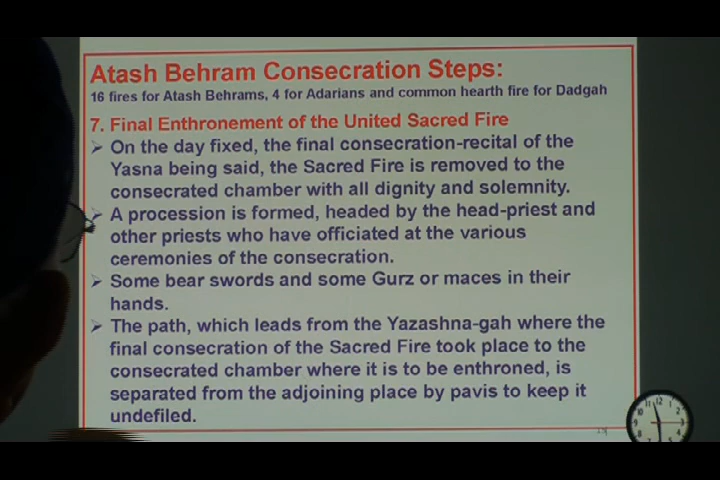 Atash Behram Consecration Steps:
16 fires for Atash Behrams, 4 for Adarians and common hearth fire for Dadgah
7. Final Enthronement of the United Sacred Fire
➢ On the day fixed, the final consecration-recital of the
Yasna being said, the Sacred Fire is removed to the
consecrated chamber with all dignity and solemnity.
➢ A procession is formed, headed by the head-priest and
other priests who have officiated at the various
ceremonies of the consecration.
➢ Some bear swords and some Gurz or maces in their
hands.
➢ The path, which leads from the Yazashna-gah where the
final consecration of the Sacred Fire took place to the
consecrated chamber where it is to be enthroned, is
separated from the adjoining place by pavis to keep it
undefiled.